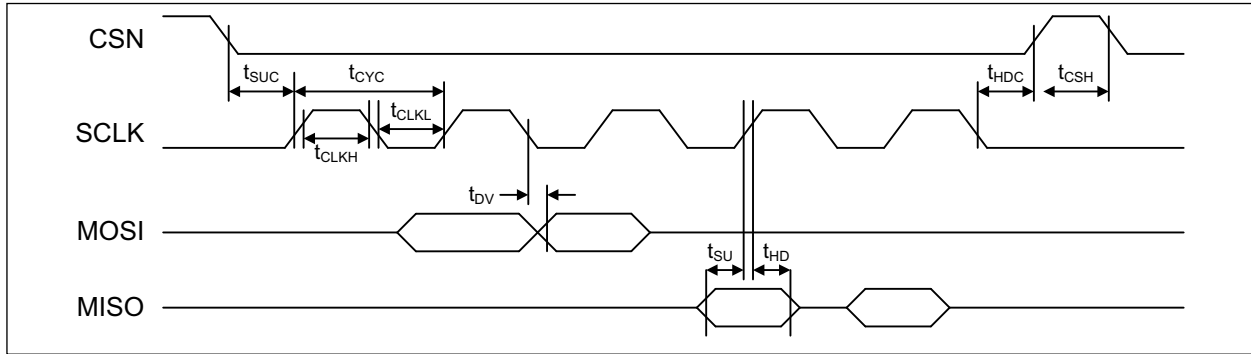 CSN
tSUC
tCYC
tHDC
tCSH
SCLK
tCLKL
tCLKH
tDV
MOSI
tSU
tHD
MISO